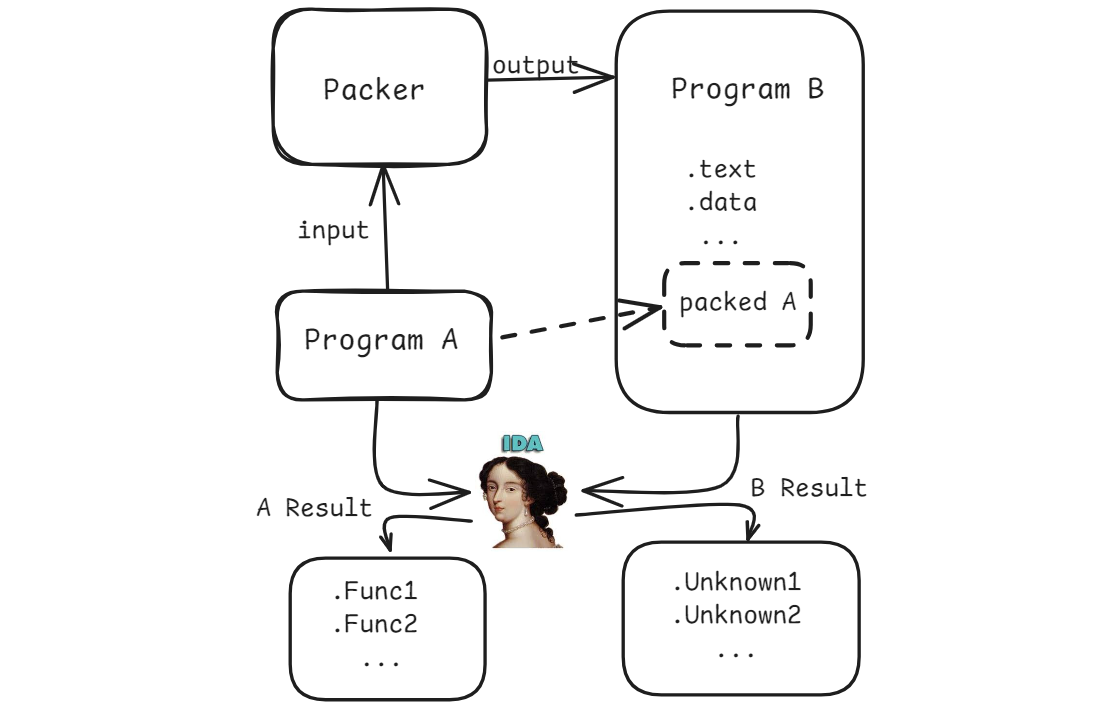 Packer
output
Program B
.text
.data
...
input
packed A
Program A
IDA
A Result
B Result
.Func1
.Func2
...
.Unknown1
.Unknown2
...